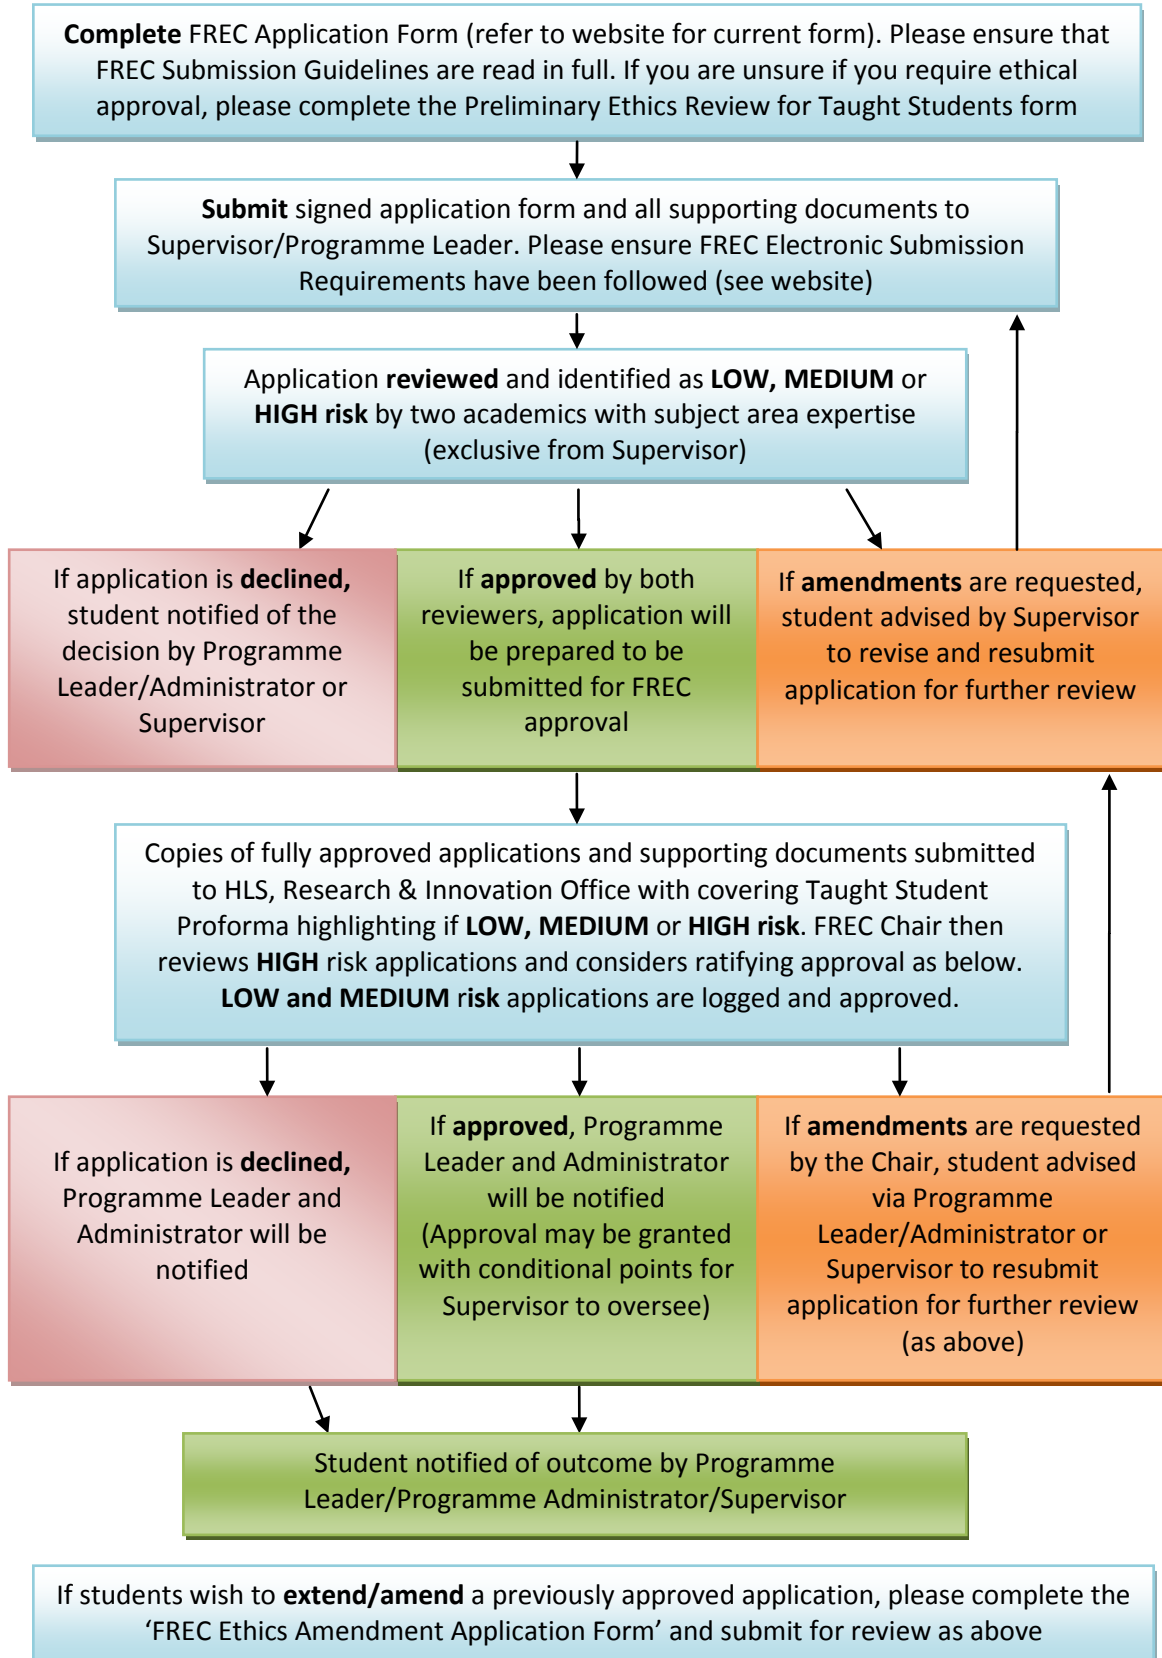 Complete FREC Application Form (refer to website for current form). Please ensure that
FREC Submission Guidelines are read in full. If you are unsure if you require ethical
approval, please complete the Preliminary Ethics Review for Taught Students form
Submit signed application form and all supporting documents to
Supervisor/Programme Leader. Please ensure FREC Electronic Submission
Requirements have been followed (see website)
Application reviewed and identified as LOW, MEDIUM or
HIGH risk by two academics with subject area expertise
(exclusive from Supervisor)
If application is declined,
student notified of the
decision by Programme
Leader/Administrator or
Supervisor
If approved by both
reviewers, application will
be prepared to be
submitted for FREC
approval
If amendments are requested,
student advised by Supervisor
to revise and resubmit
application for further review
Copies of fully approved applications and supporting documents submitted
to HLS, Research & Innovation Office with covering Taught Student
Proforma highlighting if LOW, MEDIUM or HIGH risk. FREC Chair then
reviews HIGH risk applications and considers ratifying approval as below.
LOW and MEDIUM risk applications are logged and approved.
If application is declined,
Programme Leader and
Administrator will be
notified
If approved, Programme
Leader and Administrator
will be notified
(Approval may be granted
with conditional points for
Supervisor to oversee)
If amendments are requested
by the Chair, student advised
via Programme
Leader/Administrator or
Supervisor to resubmit
application for further review
(as above)
Student notified of outcome by Programme
Leader/Programme Administrator/Supervisor
If students wish to extend/amend a previously approved application, please complete the
‘FREC Ethics Amendment Application Form’ and submit for review as above